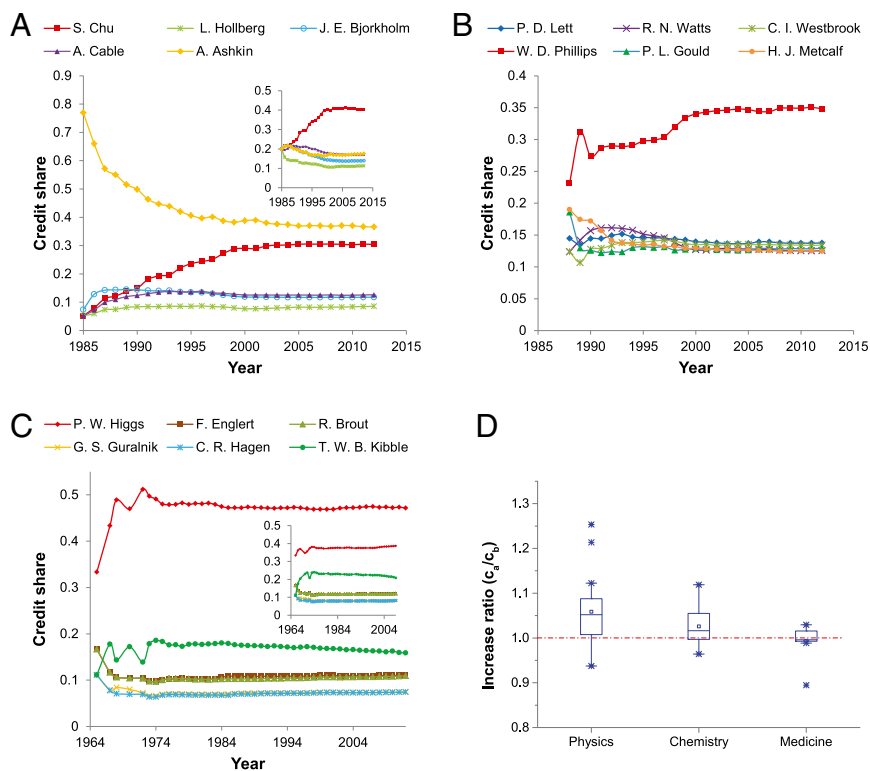 A
S. Chu
L. Hollberg
J. E. Bjorkholm
A. Cable
A. Ashkin
0.9
0.8
0.7
0.6
0.5
0.4
0.3
0.2
0.1
0
Credit share
1985 1990 1995 2000 2005 2010 2015
Year
0.5
0.4
0.3
0.2
0.1
0
1985 1995 2005 2015
B
P. D. Lett
R. N. Watts
C. I. Westbrook
W. D. Phillips
P. L. Gould
H. J. Metcalf
0.4
0.35
0.3
0.25
0.2
0.15
0.1
0.05
0
Credit share
1985 1990 1995 2000 2005 2010 2015
Year
C
P. W. Higgs
F. Englert
R. Brout
G. S. Guralnik
C. R. Hagen
T. W. B. Kibble
0.5
0.4
0.3
0.2
0.1
0
Credit share
1964 1974 1984 1994 2004
Year
0.5
0.4
0.3
0.2
0.1
0
1964 1984 2004
D
1.3
1.2
1.1
1.0
0.9
0.8
Increase ratio (ca/cb)
Physics Chemistry Medicine